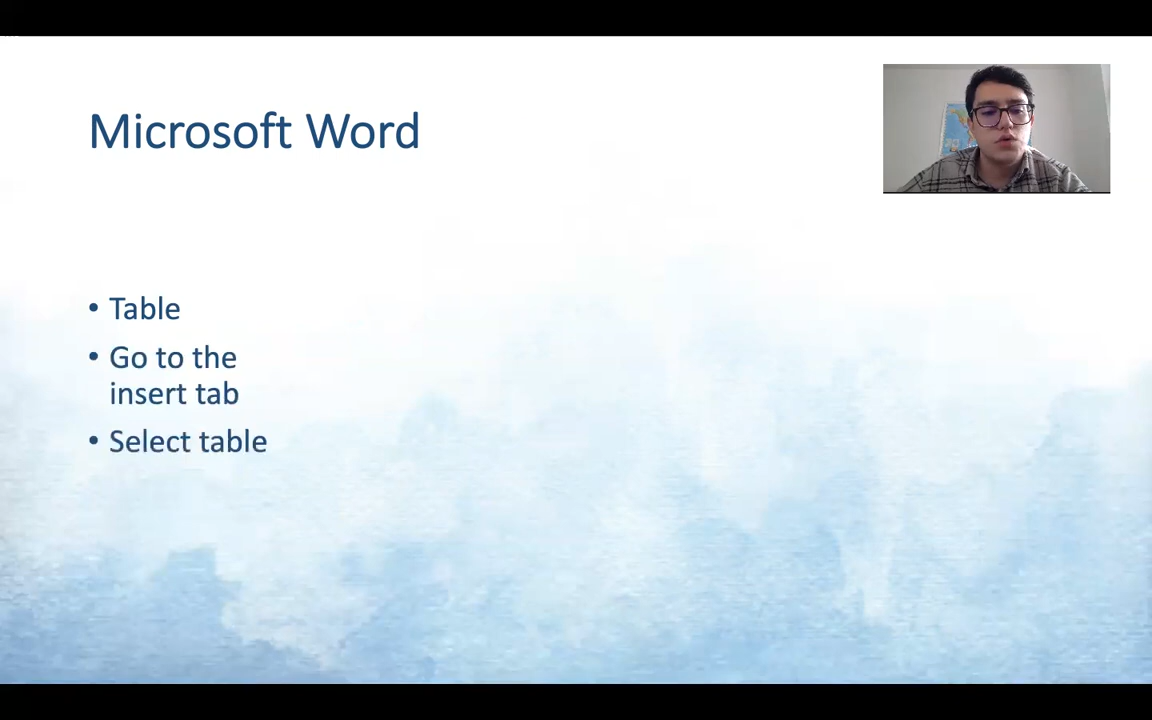 Microsoft Word
• Table
• Go to the
insert tab
• Select table